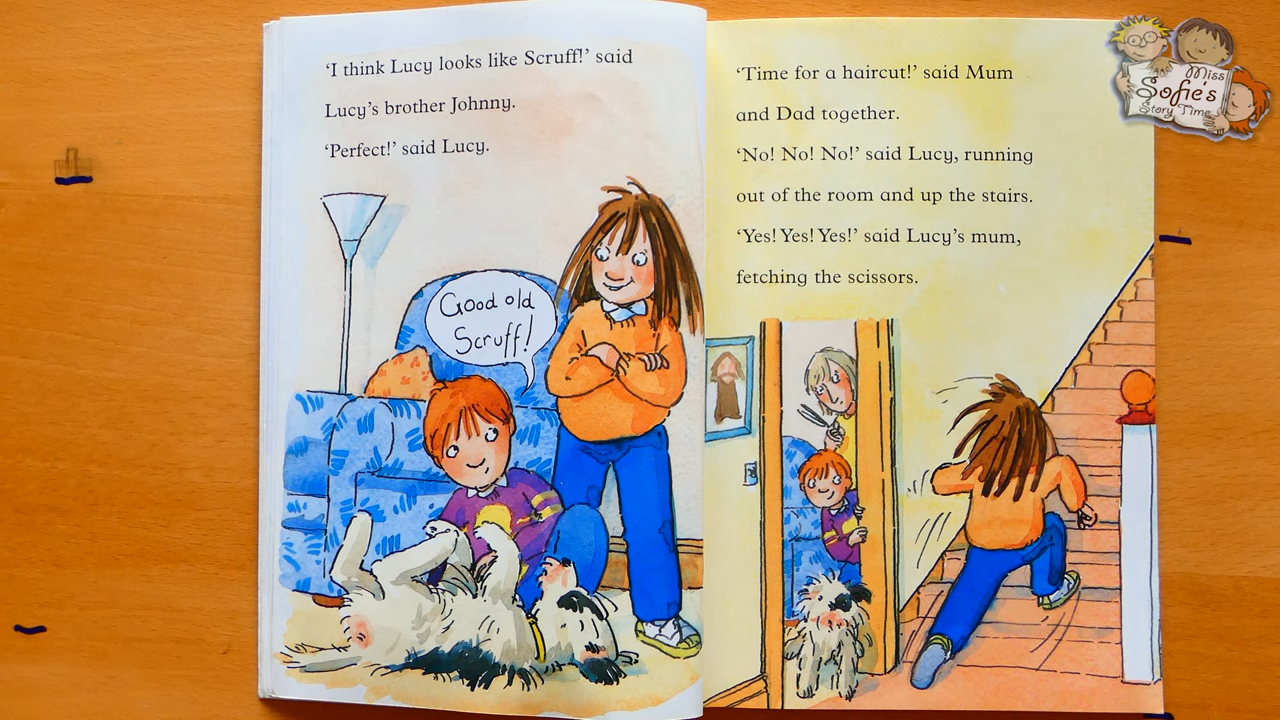 ‘I think Lucy looks like Scruff!’ said
Lucy’s brother Johnny.
‘Perfect!’ said Lucy.
Good old
Scruff!
‘Time for a haircut!’ said Mum
and Dad together.
‘No! No! No!’ said Lucy, running
out of the room and up the stairs.
‘Yes! Yes! Yes!’ said Lucy’s mum,
fetching the scissors.
Miss
Sofie's
Story Time